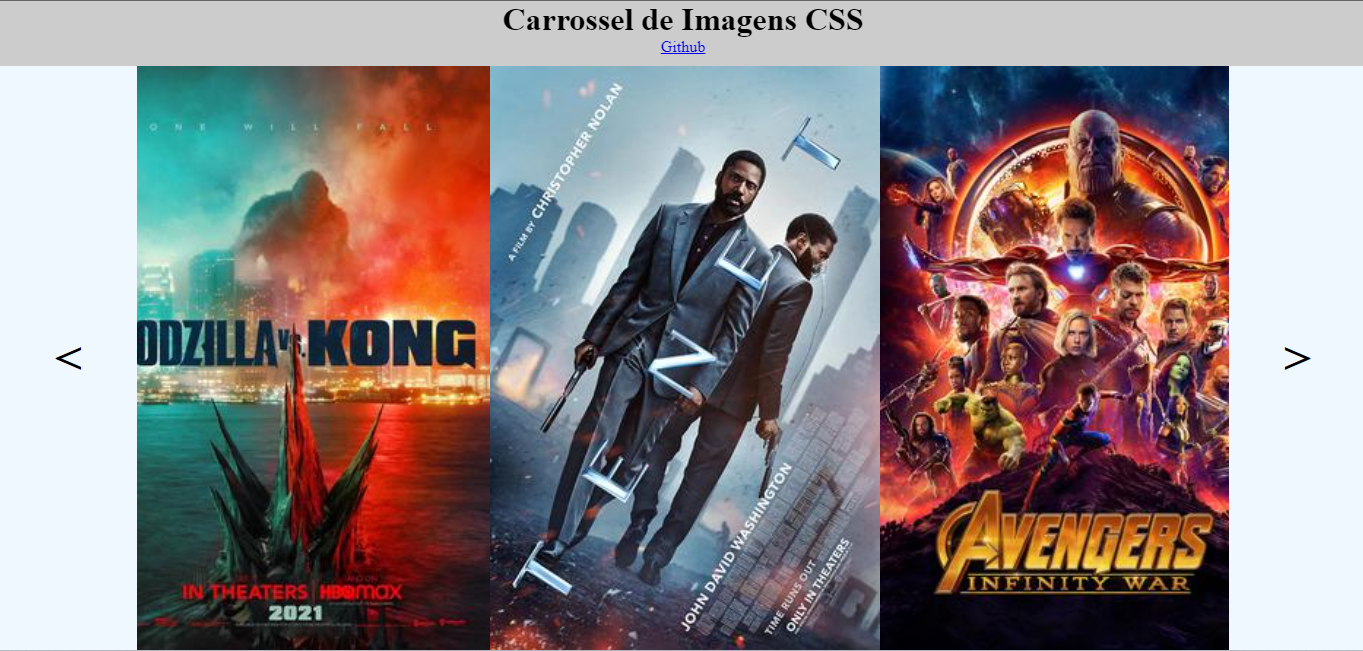 Carrossel de Imagens CSS
Github
<
ONE WILL FALL
ODZILLA vs. KONG
IN THEATERS HBOMAX
2021
A FILM BY CHRISTOPHER NOLAN
TENET
JOHN DAVID WASHINGTON
TIME RUNS OUT
ONLY IN THEATERS
AVENGERS
INFINITY WAR
>